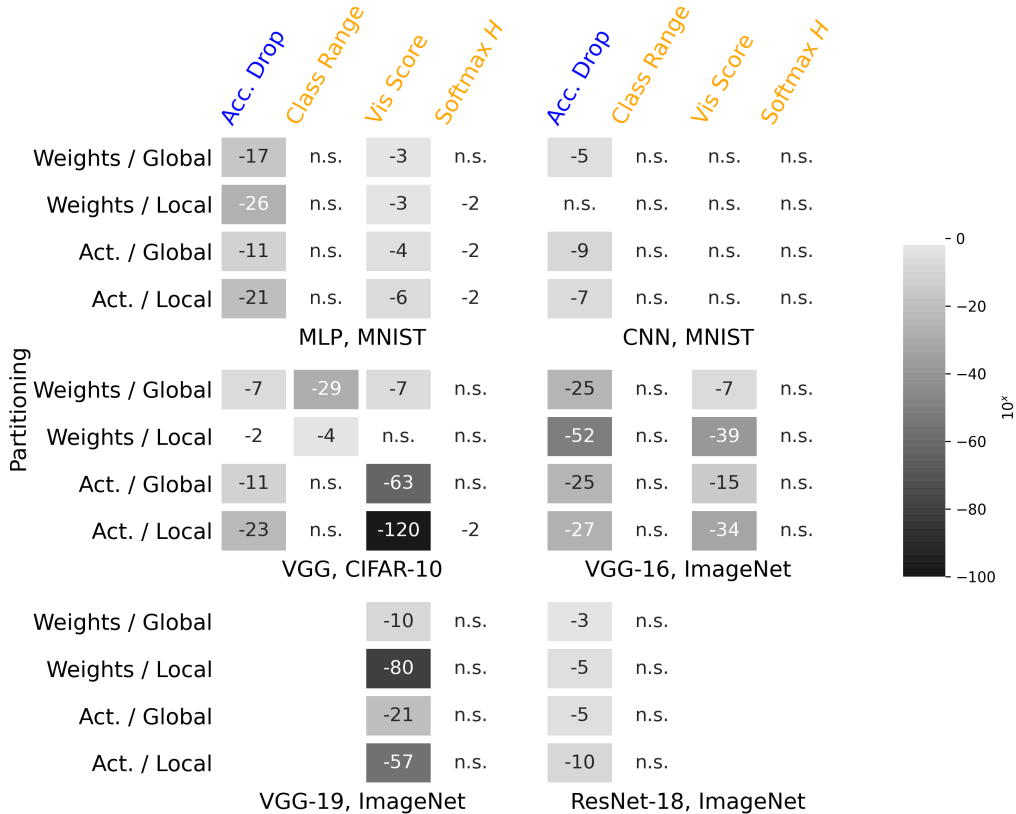 Acc. Drop Class Range Vis Score Softmax H Acc. Drop Class Range Vis Score Softmax H
Weights / Global -17 n.s. -3 n.s. -5 n.s. n.s. n.s.
Weights / Local -26 n.s. -3 -2 n.s. n.s. n.s. n.s.
Act. / Global -11 n.s. -4 -2 -9 n.s. n.s. n.s.
Act. / Local -21 n.s. -6 -2 -7 n.s. n.s. n.s.
MLP, MNIST CNN, MNIST
Partitioning
Weights / Global -7 -29 -7 n.s. -25 n.s. -7 n.s.
Weights / Local -2 -4 n.s. n.s. -52 n.s. -39 n.s.
Act. / Global -11 n.s. -63 n.s. -25 n.s. -15 n.s.
Act. / Local -23 n.s. -120 -2 -27 n.s. -34 n.s.
VGG, CIFAR-10 VGG-16, ImageNet
Weights / Global -10 n.s. -3 n.s.
Weights / Local -80 n.s. -5 n.s.
Act. / Global -21 n.s. -5 n.s.
Act. / Local -57 n.s. -10 n.s.
VGG-19, ImageNet ResNet-18, ImageNet
0
−20
−40
−60
−80
−100
10ˣ